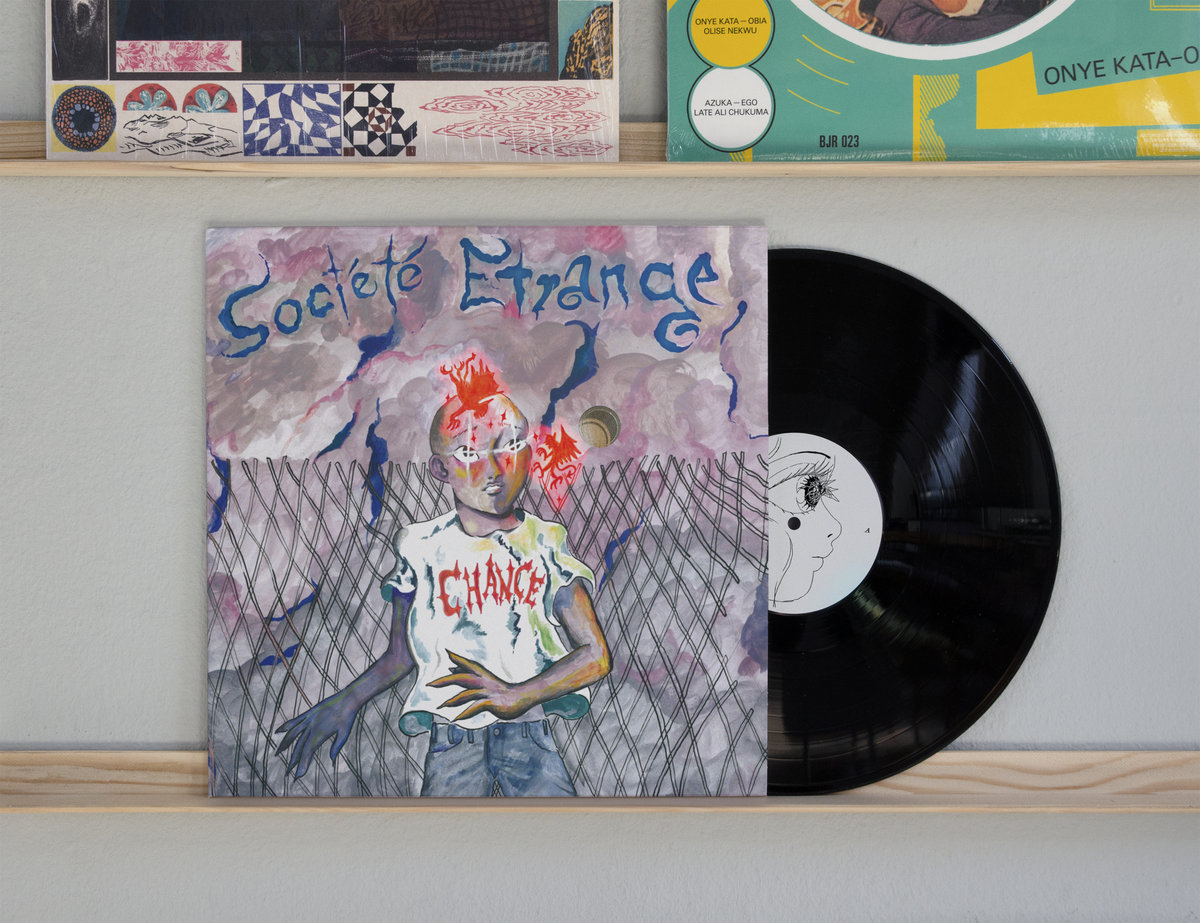 ONYE KATA — OBIA
OLISE NEKWU
AZUKA — EGO
LATE ALI CHUKUMA
BJR 023
ONYE KATA–O
Société Etrange
CHANCE
A